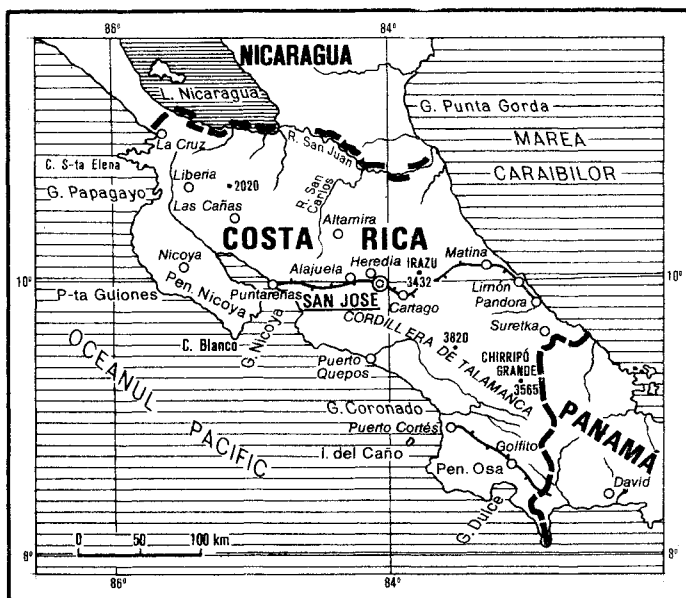 86°
84°
NICARAGUA
L. Nicaragua
G. Punta Gorda
MAREA
CARAIBILOR
La Cruz
R. San Juan
C. S-ta Elena
Liberia
2020
G. Papagayo
Las Cañas
R. San Carlos
Altamira
COSTA RICA
Nicoya
Heredia
IRAZU
3432
Matina
Alajuela
10°
10°
P-ta Guiones
Pen. Nicoya
Puntarenas
SAN JOSE
Cartago
Limón
Pandora
G. Nicoya
C. Blanco
Suretka
CORDILLERA DE TALAMANCA
3820
CHIRRIPÓ
GRANDE
3565
OCEANUL
PACIFIC
Puerto
Quepos
G. Coronado
Puerto Cortés
PANAMÁ
I. del Caño
Golfito
Pen. Osa
David
G. Dulce
0 50 100 km
8°
8°
86°
84°